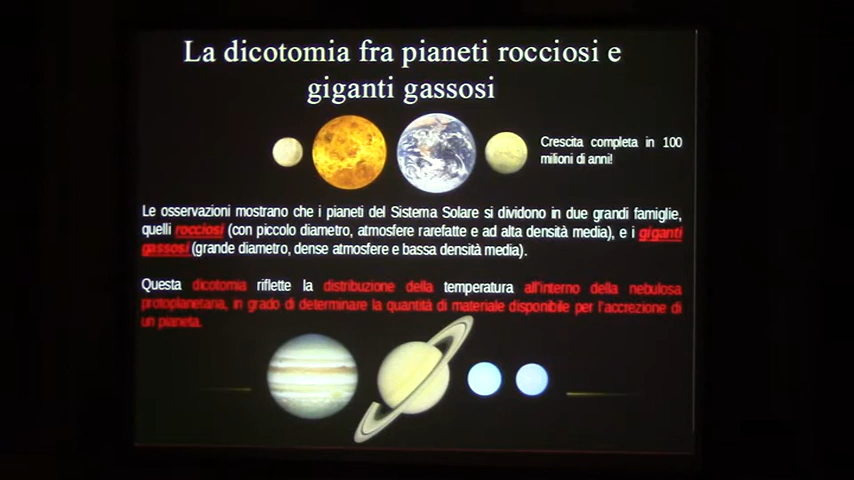 La dicotomia fra pianeti rocciosi e
giganti gassosi
Crescita completa in 100
milioni di anni!
Le osservazioni mostrano che i pianeti del Sistema Solare si dividono in due grandi famiglie,
quelli rocciosi (con piccolo diametro, atmosfere rarefatte e ad alta densità media), e i giganti
gassosi (grande diametro, dense atmosfere e bassa densità media).
Questa dicotomia riflette la distribuzione della temperatura all'interno della nebulosa
protoplanetaria, in grado di determinare la quantità di materiale disponibile per l'accrezione di
un pianeta.